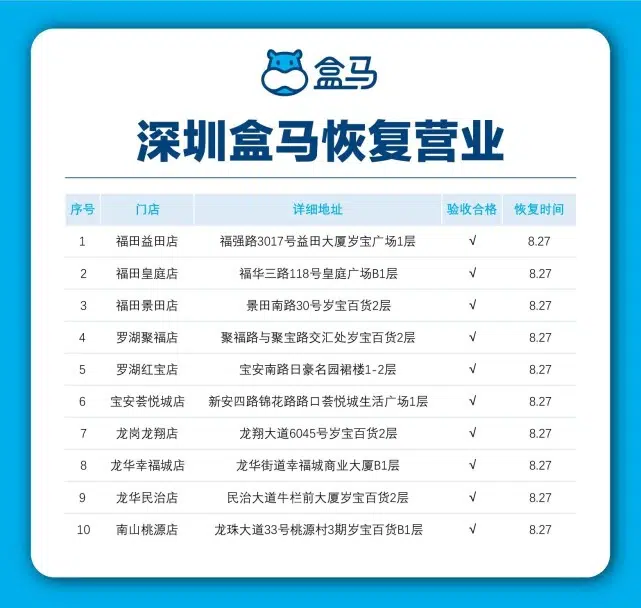 盒马
深圳盒马恢复营业
序号 门店 详细地址 验收合格 恢复时间
1 福田益田店 福强路3017号益田大厦岁宝广场1层 √ 8.27
2 福田皇庭店 福华三路118号皇庭广场B1层 √ 8.27
3 福田景田店 景田南路30号岁宝百货2层 √ 8.27
4 罗湖聚福店 聚福路与聚宝路交汇处岁宝百货2层 √ 8.27
5 罗湖红宝店 宝安南路日豪名园裙楼1-2层 √ 8.27
6 宝安荟悦城店 新安四路锦花路路口荟悦城生活广场1层 √ 8.27
7 龙岗龙翔店 龙翔大道6045号岁宝百货2层 √ 8.27
8 龙华幸福城店 龙华街道幸福城商业大厦B1层 √ 8.27
9 龙华民治店 民治大道牛栏前大厦岁宝百货2层 √ 8.27
10 南山桃源店 龙珠大道33号桃源村3期岁宝百货B1层 √ 8.27